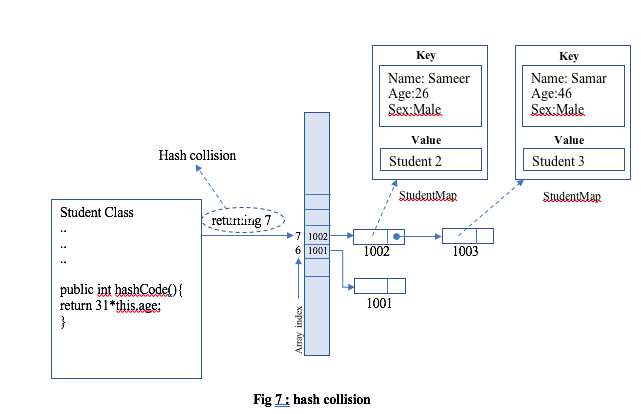 Key
Name: Sameer
Age:26
Sex:Male
Value
Student 2
StudentMap
Key
Name: Samar
Age:46
Sex:Male
Value
Student 3
StudentMap
Hash collision
returning 7
Student Class
..
..
..
public int hashCode(){
return 31*this.age;
}
7 1002
6 1001
Array index
1002
1003
1001
Fig 7 : hash collision